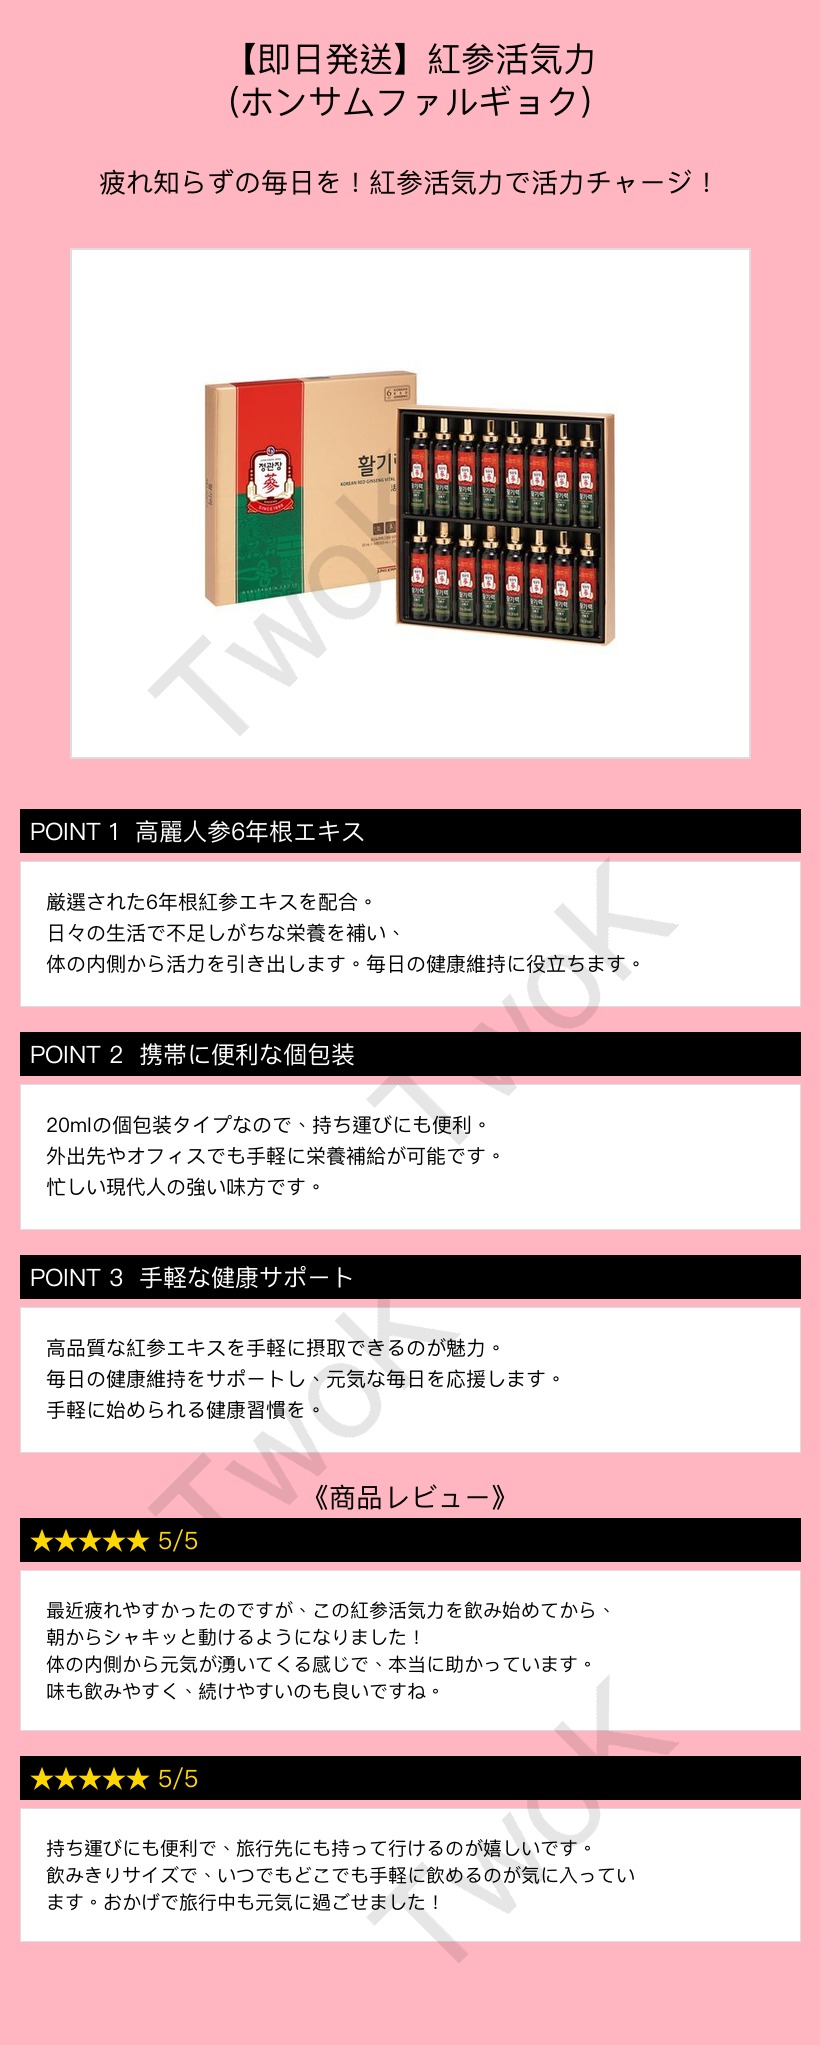 【即日発送】紅参活気力
(ホンサムファルギョク)
疲れ知らずの毎日を！紅参活気力で活力チャージ！
6
정관장
蔘
SINCE 1899
활기
KOREAN RED GINSENG VITAL
TwoK
POINT 1 高麗人参6年根エキス
厳選された6年根紅参エキスを配合。
日々の生活で不足しがちな栄養を補い、
体の内側から活力を引き出します。毎日の健康維持に役立ちます。
TwoK
POINT 2 携帯に便利な個包装
20mlの個包装タイプなので、持ち運びにも便利。
外出先やオフィスでも手軽に栄養補給が可能です。
忙しい現代人の強い味方です。
POINT 3 手軽な健康サポート
高品質な紅参エキスを手軽に摂取できるのが魅力。
毎日の健康維持をサポートし、元気な毎日を応援します。
手軽に始められる健康習慣を。
TwoK
《商品レビュー》
★★★★★ 5/5
最近疲れやすかったのですが、この紅参活気力を飲み始めてから、
朝からシャキッと動けるようになりました！
体の内側から元気が湧いてくる感じで、本当に助かっています。
味も飲みやすく、続けやすいのも良いですね。
★★★★★ 5/5
持ち運びにも便利で、旅行先にも持って行けるのが嬉しいです。
飲みきりサイズで、いつでもどこでも手軽に飲めるのが気に入ってい
ます。おかげで旅行中も元気に過ごせました！
TwoK